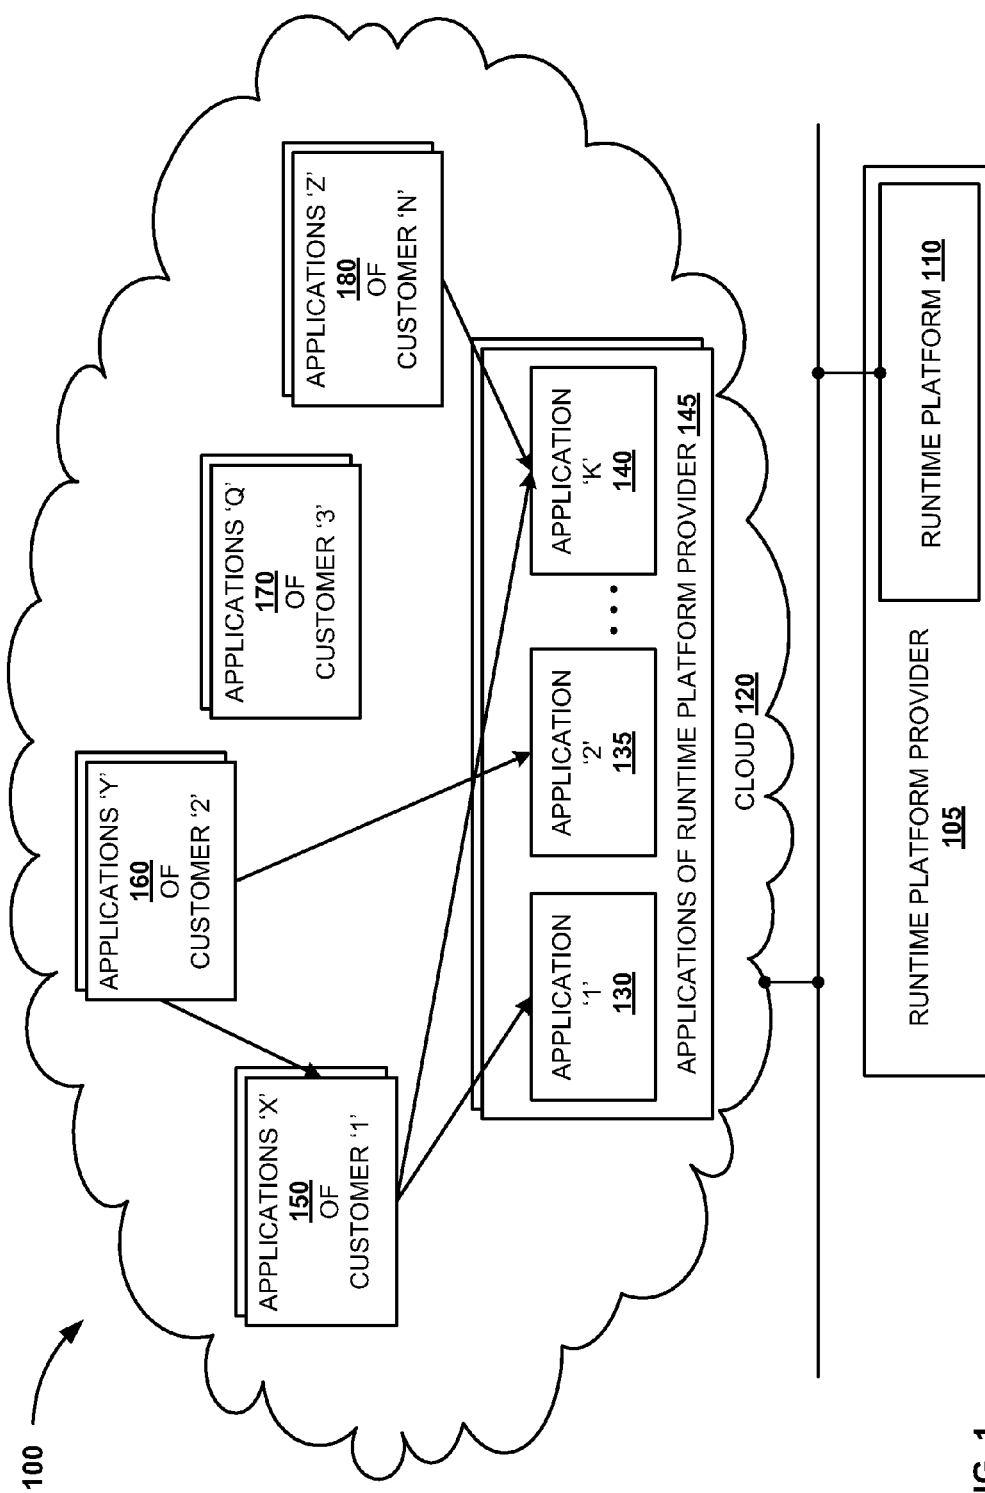 100
APPLICATIONS 'X'
150
OF
CUSTOMER '1'
APPLICATIONS 'Y'
160
OF
CUSTOMER '2'
APPLICATIONS 'Q'
170
OF
CUSTOMER '3'
APPLICATIONS 'Z'
180
OF
CUSTOMER 'N'
APPLICATION
'1'
130
APPLICATION
'2'
135
...
APPLICATION
'K'
140
APPLICATIONS OF RUNTIME PLATFORM PROVIDER 145
CLOUD 120
RUNTIME PLATFORM PROVIDER
105
RUNTIME PLATFORM 110